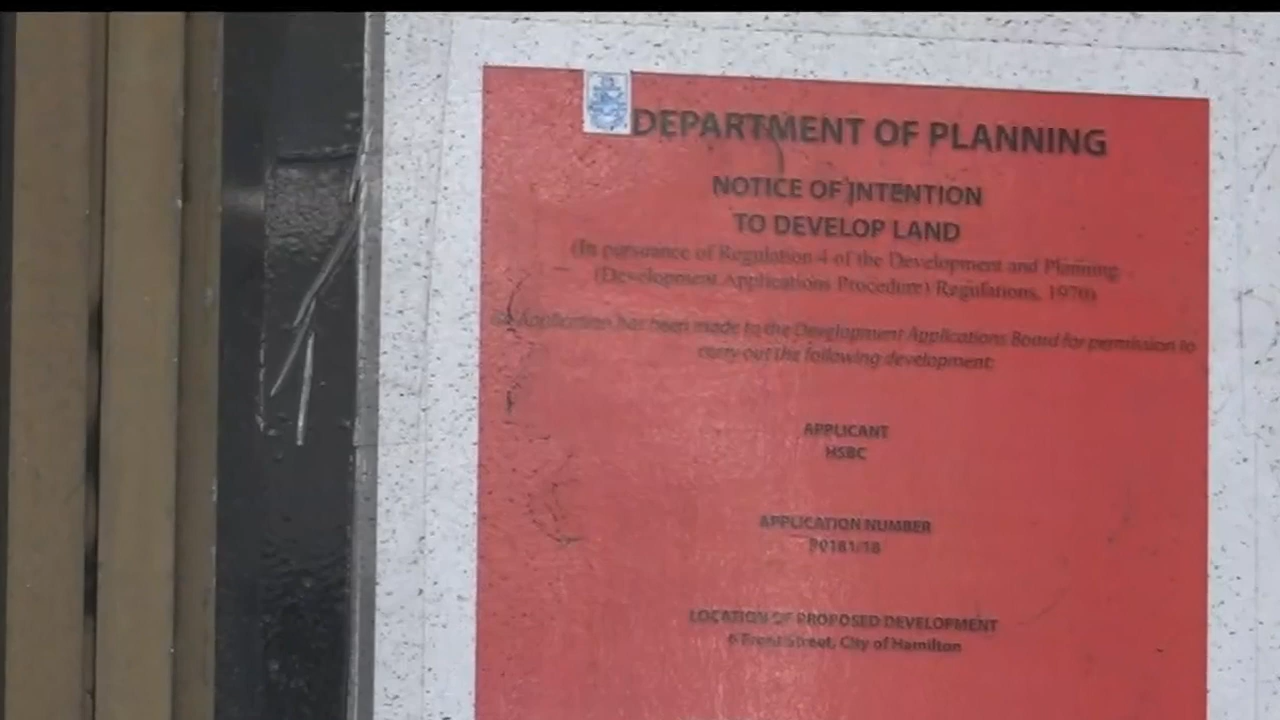 DEPARTMENT OF PLANNING
NOTICE OF INTENTION
TO DEVELOP LAND
(In pursuance of Regulation 4 of the Development and Planning
(Development Applications Procedure) Regulations, 1970)
Application has been made to the Development Applications Board for permission to
carry out the following development:
APPLICANT
HSBC
APPLICATION NUMBER
P0181/18
LOCATION OF PROPOSED DEVELOPMENT
6 Front Street, City of Hamilton